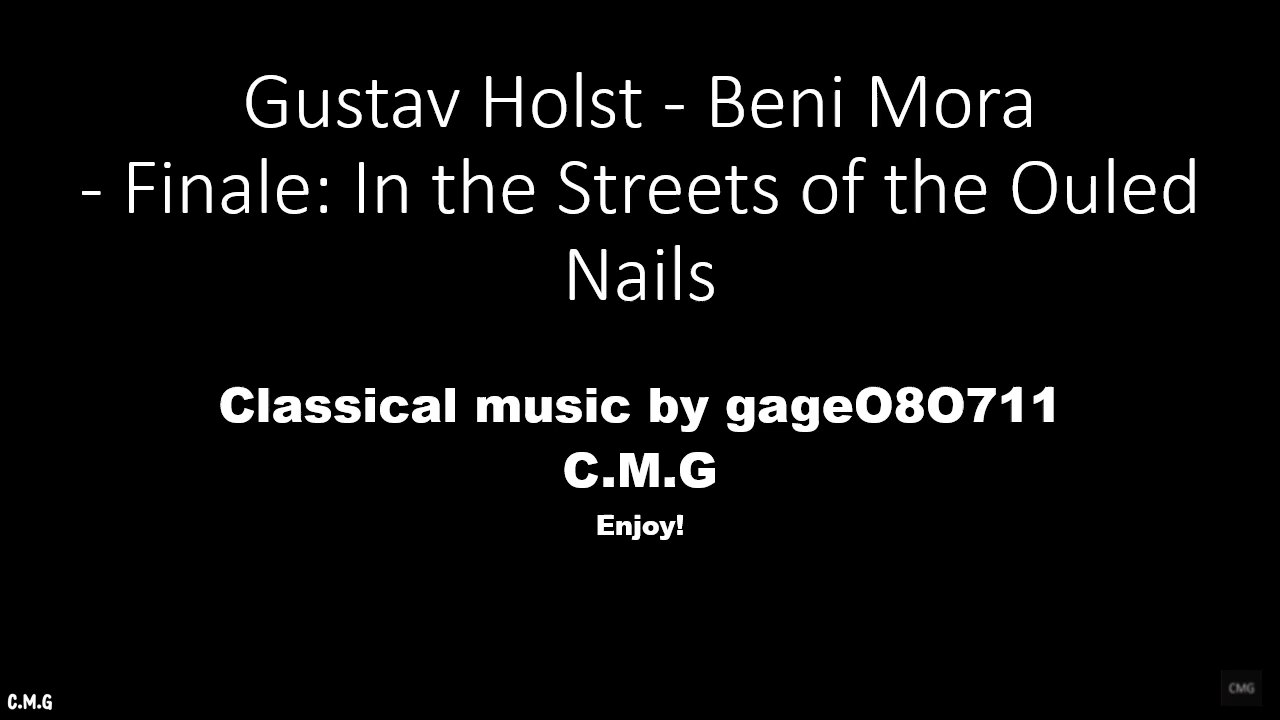 Gustav Holst - Beni Mora
- Finale: In the Streets of the Ouled
Nails
Classical music by gageO8O711
C.M.G
Enjoy!
C.M.G
CMG